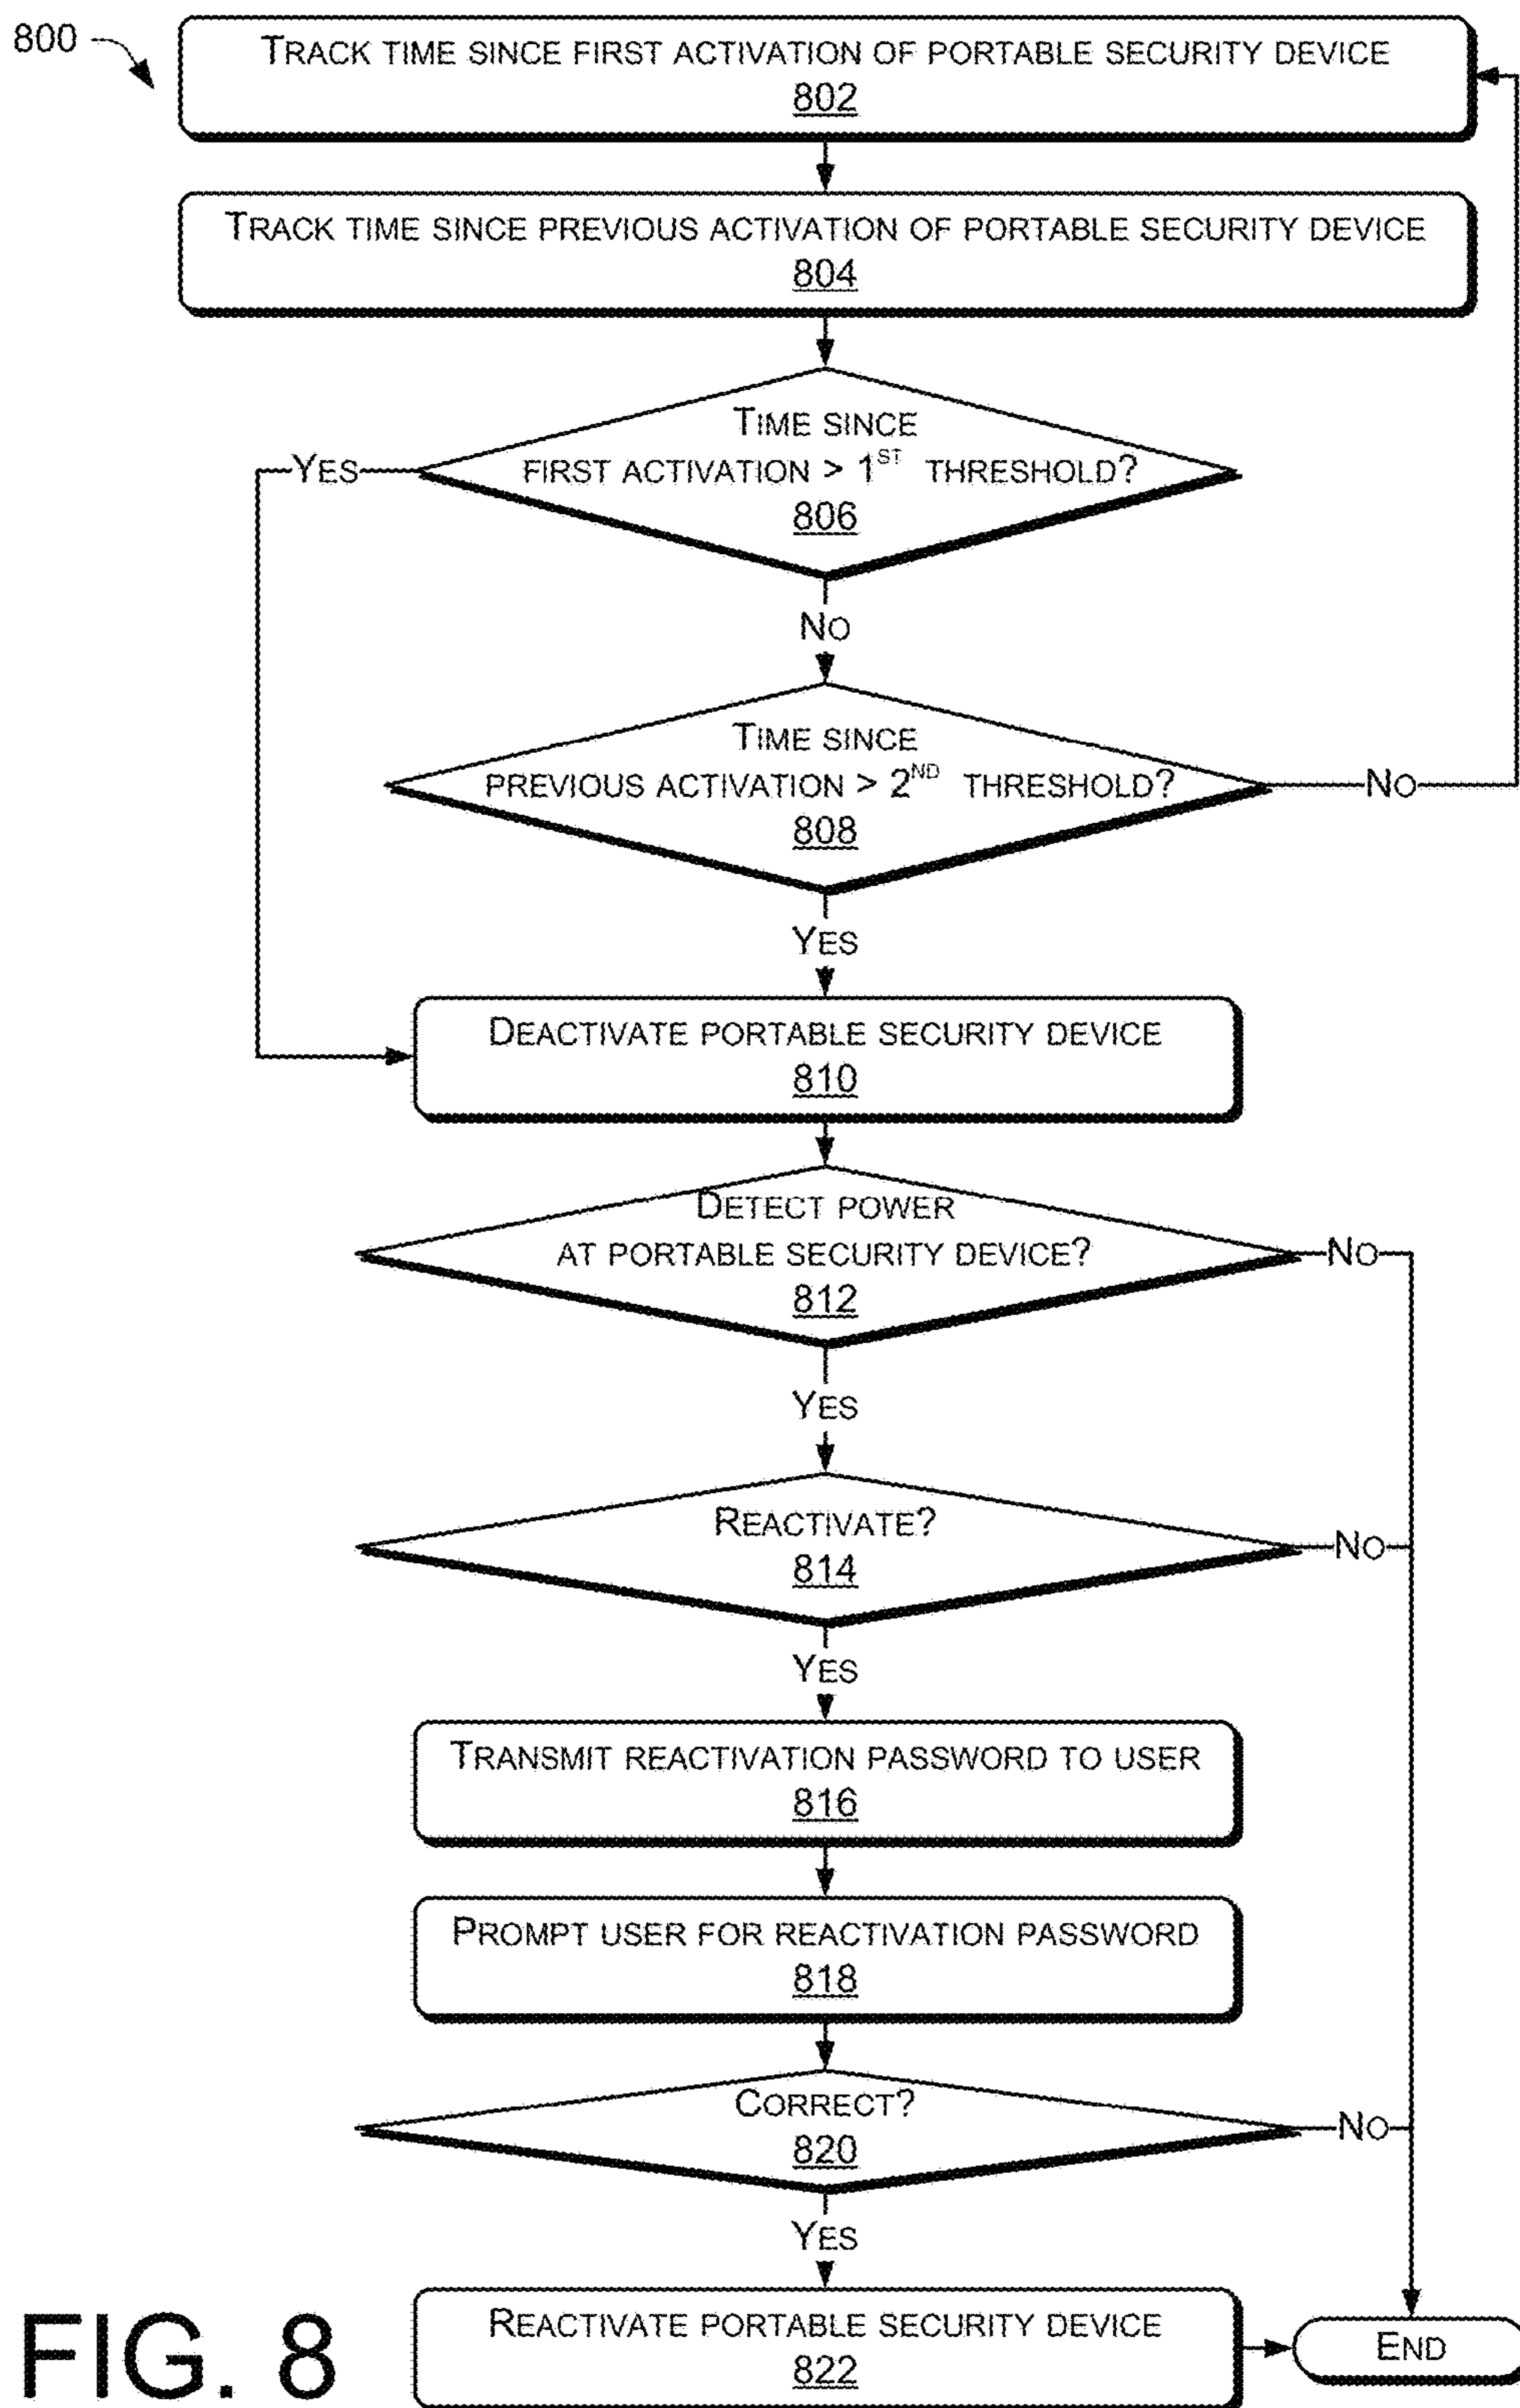 800
TRACK TIME SINCE FIRST ACTIVATION OF PORTABLE SECURITY DEVICE
802
TRACK TIME SINCE PREVIOUS ACTIVATION OF PORTABLE SECURITY DEVICE
804
TIME SINCE
FIRST ACTIVATION > 1ST THRESHOLD?
806
YES
NO
TIME SINCE
PREVIOUS ACTIVATION > 2ND THRESHOLD?
808
NO
YES
DEACTIVATE PORTABLE SECURITY DEVICE
810
DETECT POWER
AT PORTABLE SECURITY DEVICE?
812
NO
YES
REACTIVATE?
814
NO
YES
TRANSMIT REACTIVATION PASSWORD TO USER
816
PROMPT USER FOR REACTIVATION PASSWORD
818
CORRECT?
820
NO
YES
REACTIVATE PORTABLE SECURITY DEVICE
822
END
FIG. 8